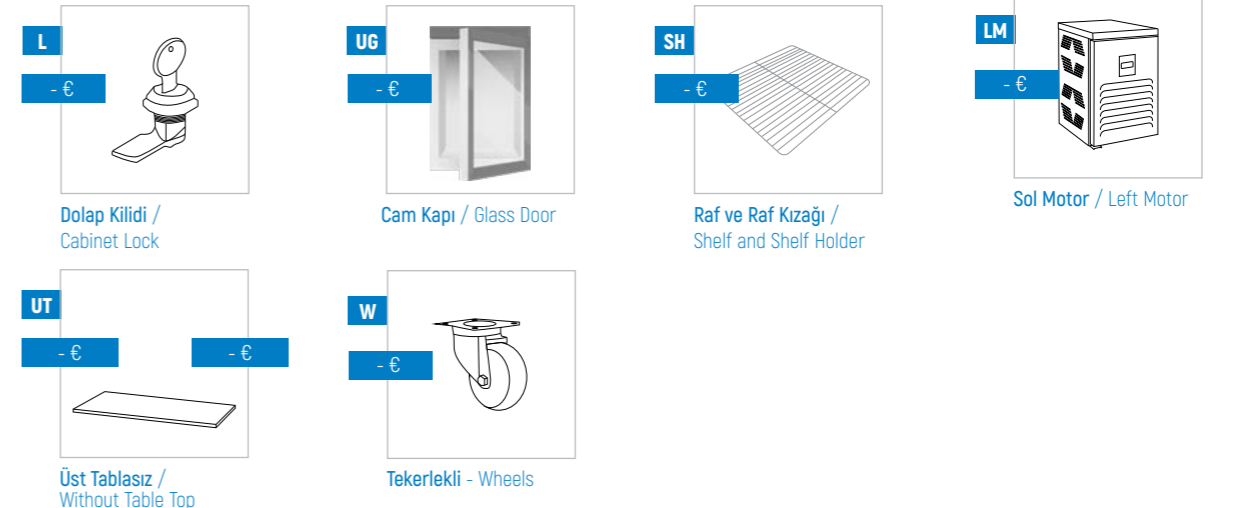 L
- €
Dolap Kilidi /
Cabinet Lock
UG
- €
Cam Kapı / Glass Door
SH
- €
Raf ve Raf Kızağı /
Shelf and Shelf Holder
LM
- €
Sol Motor / Left Motor
UT
- €
- €
Üst Tablasız /
Without Table Top
W
- €
Tekerlekli - Wheels